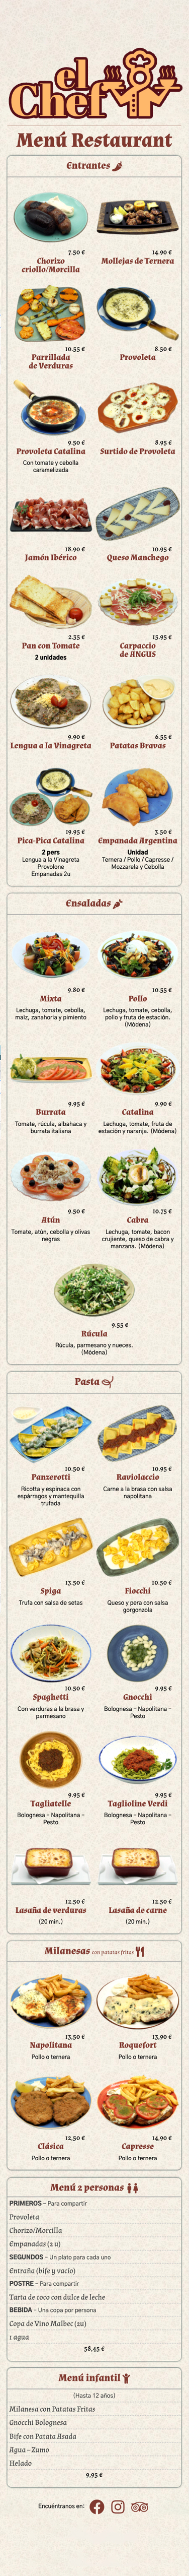 el
Chef
Menú Restaurant
Entrantes
7.50 €
Chorizo
criollo/Morcilla
14.90 €
Mollejas de Ternera
10.55 €
Parrillada
de Verduras
8.50 €
Provoleta
9.50 €
Provoleta Catalina
Con tomate y cebolla
caramelizada
8.95 €
Surtido de Provoleta
18.90 €
Jamón Ibérico
10.95 €
Queso Manchego
2.35 €
Pan con Tomate
2 unidades
15.95 €
Carpaccio
de ANGUS
9.90 €
Lengua a la Vinagreta
6.55 €
Patatas Bravas
19.95 €
Pica-Pica Catalina
2 pers
Lengua a la Vinagreta
Provolone
Empanadas 2u
3.50 €
Empanada Argentina
Unidad
Ternera / Pollo / Capresse /
Mozzarela y Cebolla
Ensaladas
9.80 €
Mixta
Lechuga, tomate, cebolla,
maíz, zanahoria y pimiento
10.55 €
Pollo
Lechuga, tomate, cebolla,
pollo y fruta de estación.
(Módena)
9.95 €
Burrata
Tomate, rúcula, albahaca y
burrata italiana
9.90 €
Catalina
Lechuga, tomate, fruta de
estación y naranja. (Módena)
9.50 €
Atún
Tomate, atún, cebolla y olivas
negras
10.75 €
Cabra
Lechuga, tomate, bacon
crujiente, queso de cabra y
manzana. (Módena)
9.55 €
Rúcula
Rúcula, parmesano y nueces.
(Módena)
Pasta
10.50 €
Panzerotti
Ricotta y espinaca con
espárragos y mantequilla
trufada
10.95 €
Raviolaccio
Carne a la brasa con salsa
napolitana
13.50 €
Spiga
Trufa con salsa de setas
10.50 €
Fiocchi
Queso y pera con salsa
gorgonzola
10.50 €
Spaghetti
Con verduras a la brasa y
parmesano
9.95 €
Gnocchi
Bolognesa - Napolitana -
Pesto
9.95 €
Tagliatelle
Bolognesa - Napolitana -
Pesto
9.95 €
Taglioline Verdi
Bolognesa - Napolitana -
Pesto
12.50 €
Lasaña de verduras
(20 min.)
12.50 €
Lasaña de carne
(20 min.)
Milanesas con patatas fritas
13,50 €
Napolitana
Pollo o ternera
13,90 €
Roquefort
Pollo o ternera
12,50 €
Clásica
Pollo o ternera
14,90 €
Capresse
Pollo o ternera
Menú 2 personas
PRIMEROS - Para compartir
Provoleta
Chorizo/Morcilla
Empanadas (2 u)
SEGUNDOS - Un plato para cada uno
Entraña (bife y vacío)
POSTRE - Para compartir
Tarta de coco con dulce de leche
BEBIDA - Una copa por persona
Copa de Vino Malbec (2u)
1 agua
58,45 €
Menú infantil
(Hasta 12 años)
Milanesa con Patatas Fritas
Gnocchi Bolognesa
Bife con Patata Asada
Agua - Zumo
Helado
9,95 €
Encuéntranos en: